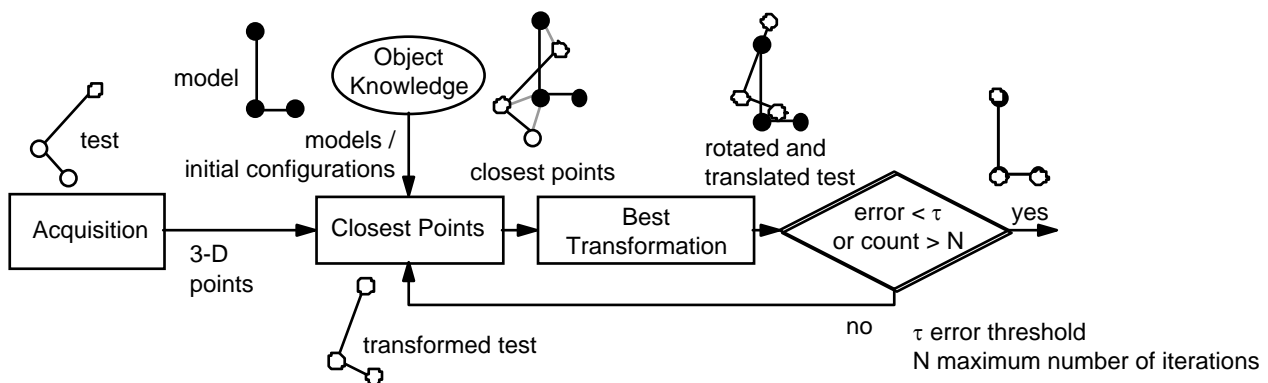 model
test
Object
Knowledge
models /
initial configurations
closest points
rotated and
translated test
Acquisition
3-D
points
Closest Points
Best
Transformation
error < τ
or count > N
yes
no
transformed test
τ error threshold
N maximum number of iterations